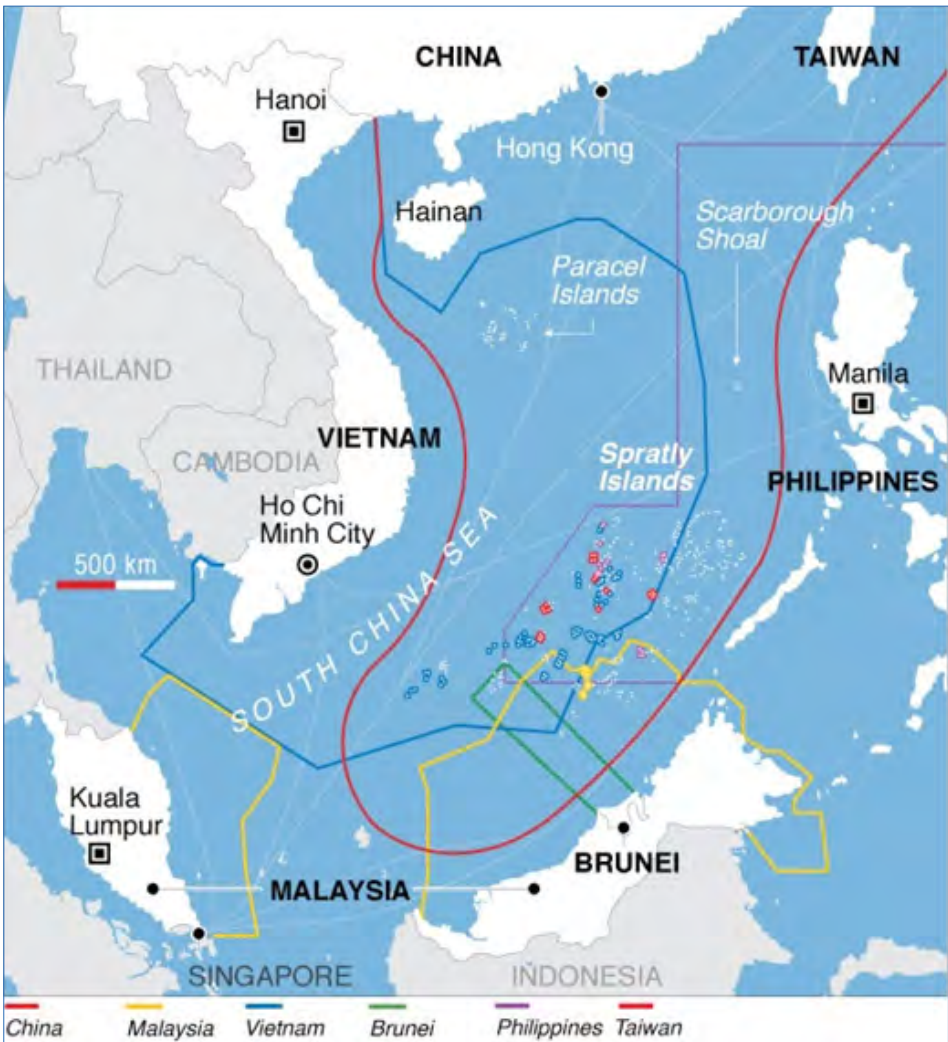 CHINA
TAIWAN
Hanoi
Hong Kong
Hainan
Scarborough
Shoal
Paracel
Islands
THAILAND
Manila
VIETNAM
CAMBODIA
Spratly
Islands
PHILIPPINES
Ho Chi
Minh City
500 km
SOUTH CHINA SEA
Kuala
Lumpur
BRUNEI
MALAYSIA
SINGAPORE
INDONESIA
China
Malaysia
Vietnam
Brunei
Philippines
Taiwan